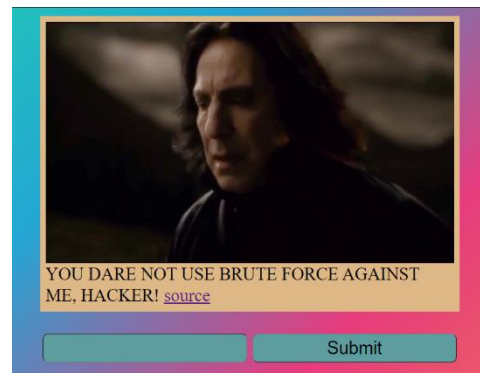 YOU DARE NOT USE BRUTE FORCE AGAINST
ME, HACKER! source
Submit